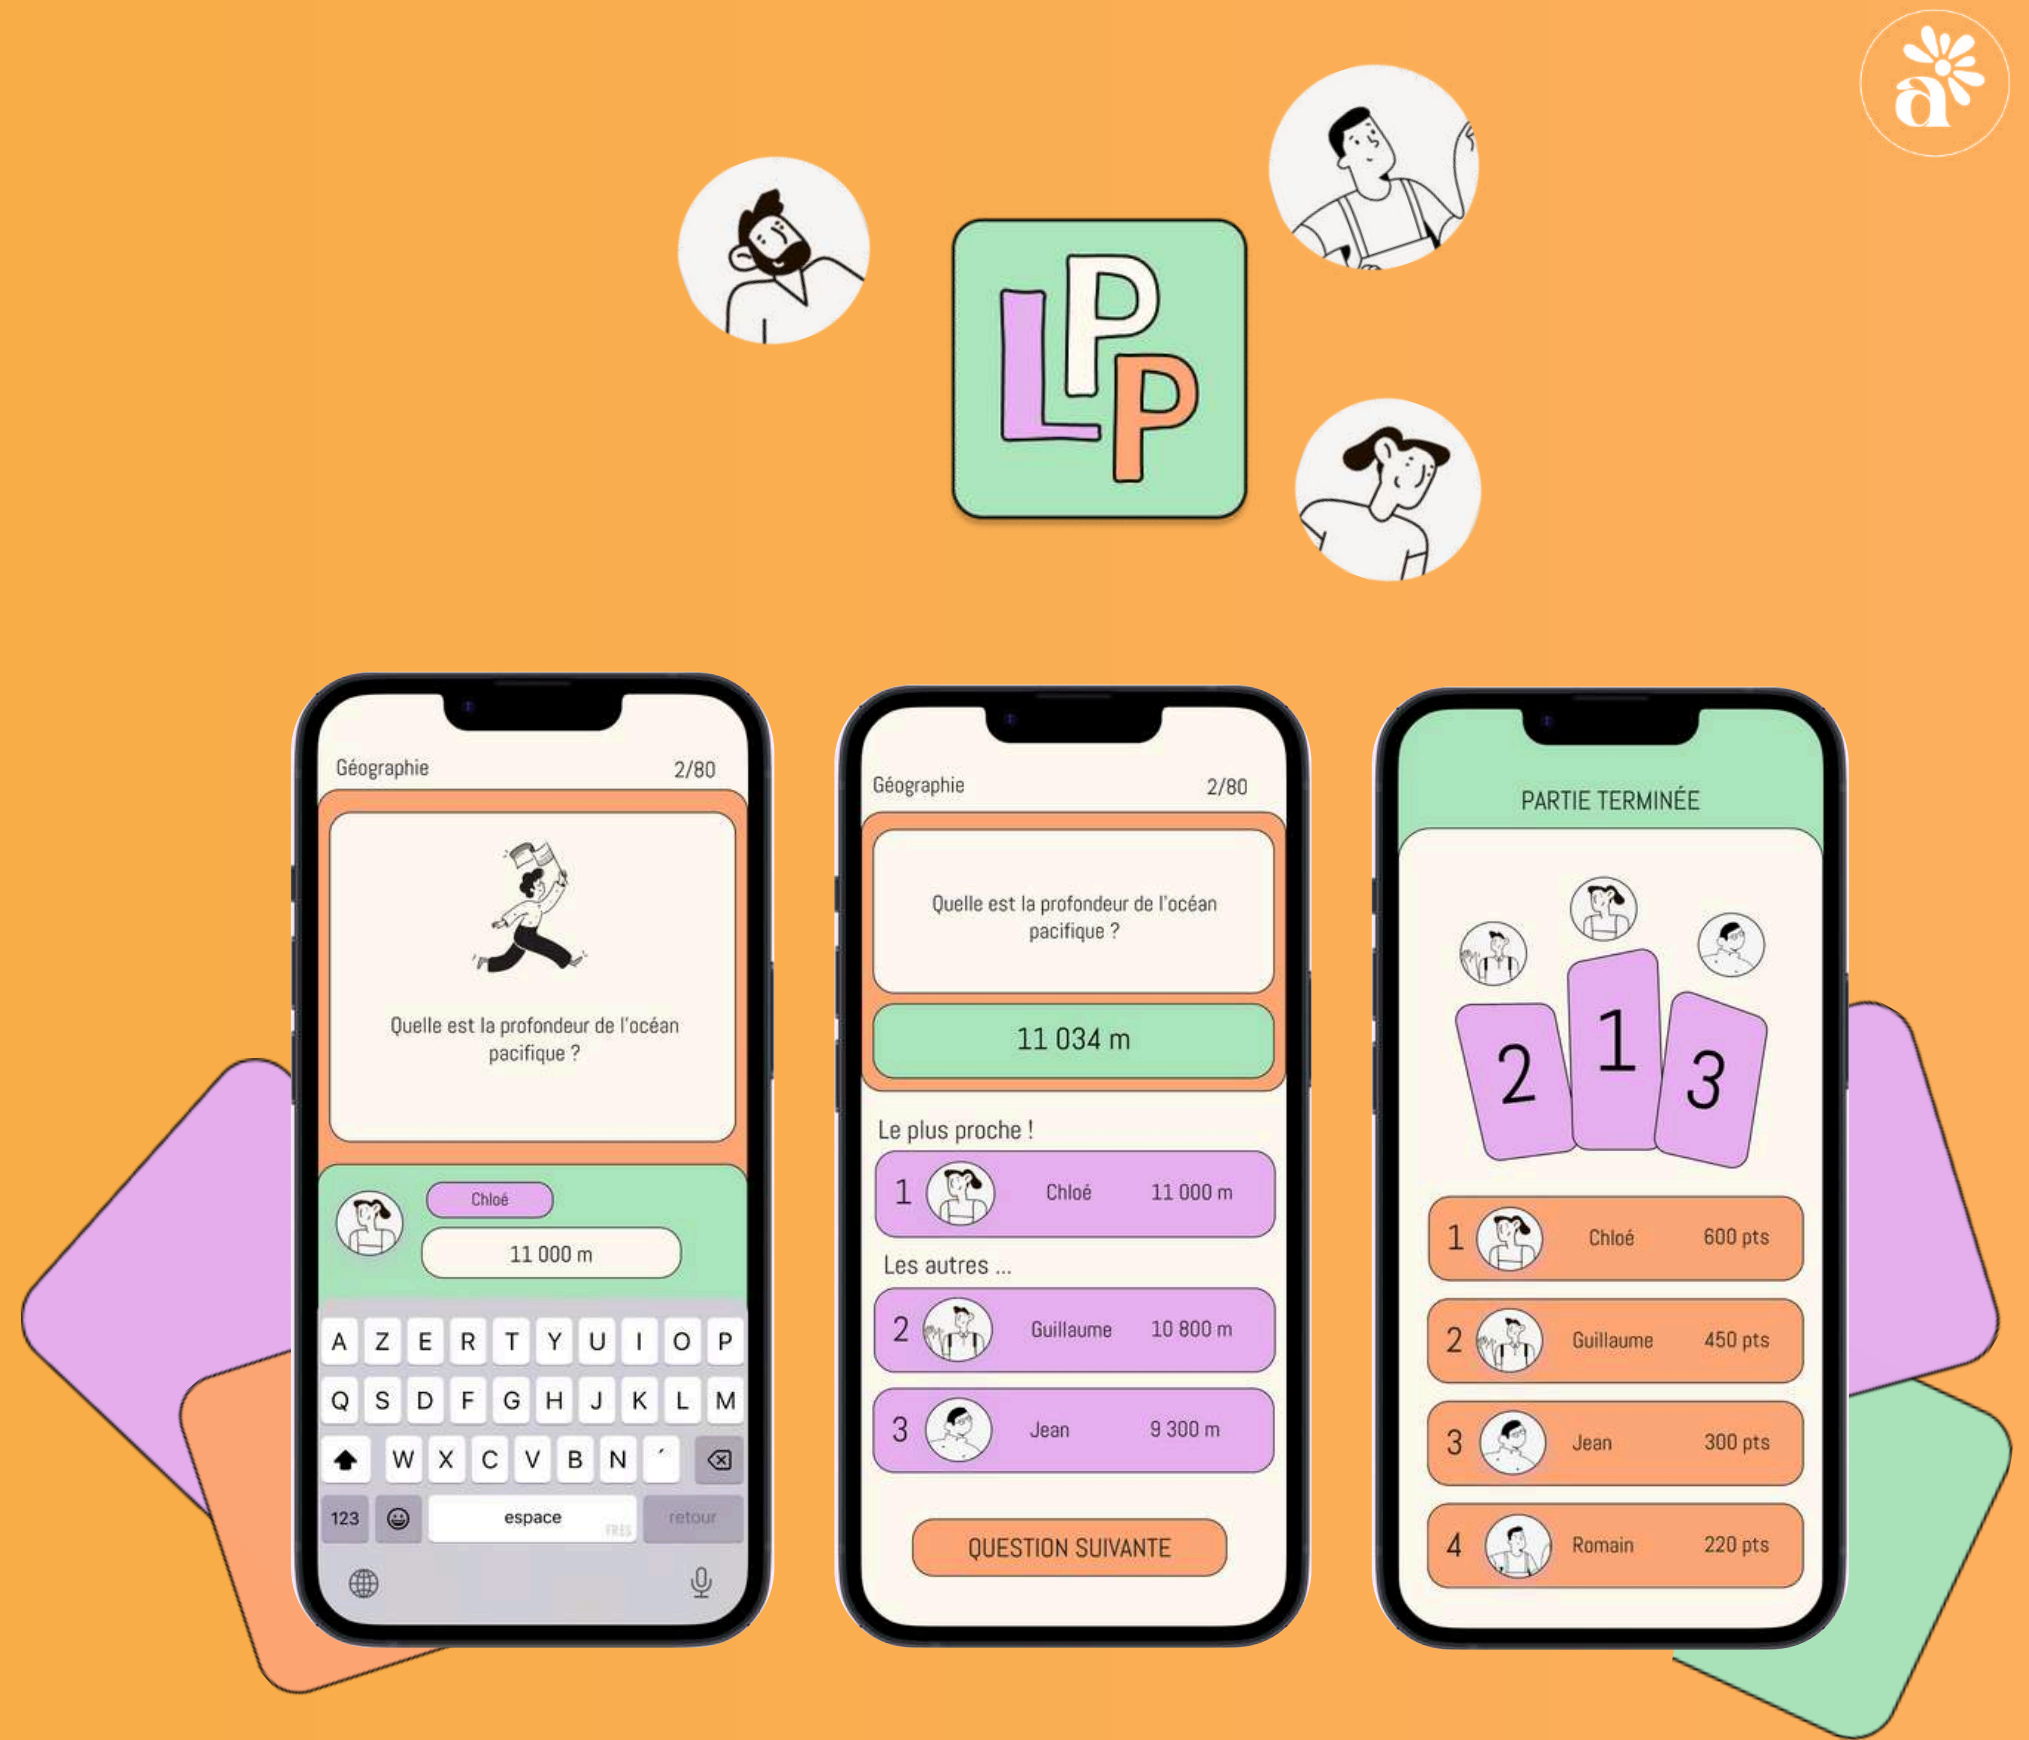 a
L
P
P
Géographie
2/80
Quelle est la profondeur de l'océan
pacifique ?
Chloé
11 000 m
A Z E R T Y U I O P
Q S D F G H J K L M
W X C V B N ´
123
espace
FRES
retour
Géographie
2/80
Quelle est la profondeur de l'océan
pacifique ?
11 034 m
Le plus proche !
1 Chloé 11 000 m
Les autres ...
2 Guillaume 10 800 m
3 Jean 9 300 m
QUESTION SUIVANTE
PARTIE TERMINÉE
2 1 3
1 Chloé 600 pts
2 Guillaume 450 pts
3 Jean 300 pts
4 Romain 220 pts